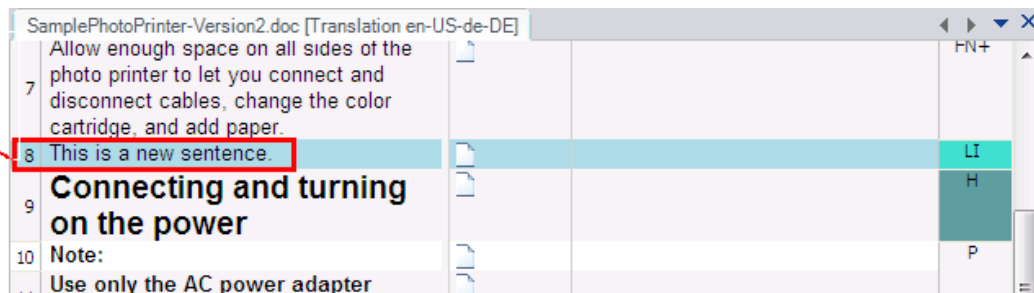 SamplePhotoPrinter-Version2.doc [Translation en-US-de-DE]
Allow enough space on all sides of the
photo printer to let you connect and
disconnect cables, change the color
cartridge, and add paper.
7
FN+
8 This is a new sentence. LI
Connecting and turning
on the power
9
H
10 Note: P
Use only the AC power adapter